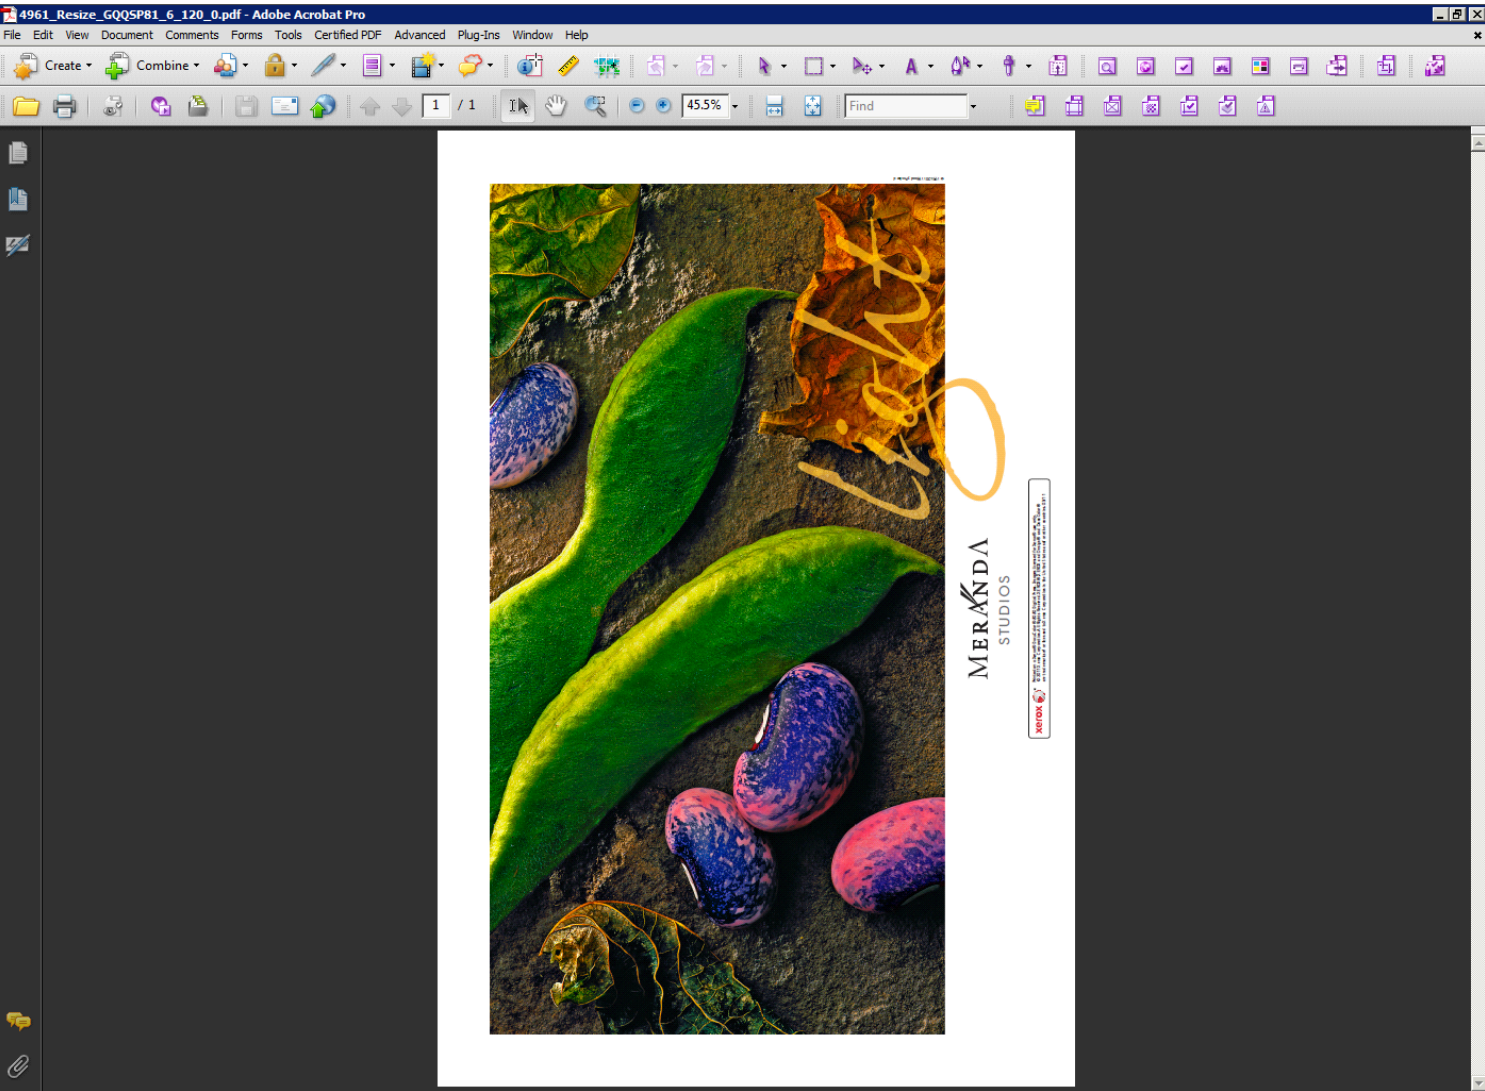 4961_Resize_GQQSP81_6_120_0.pdf - Adobe Acrobat Pro
File Edit View Document Comments Forms Tools Certified PDF Advanced Plug-Ins Window Help
Create Combine
1 / 1 45.5% Find
Light
MERANDA
STUDIOS
xerox